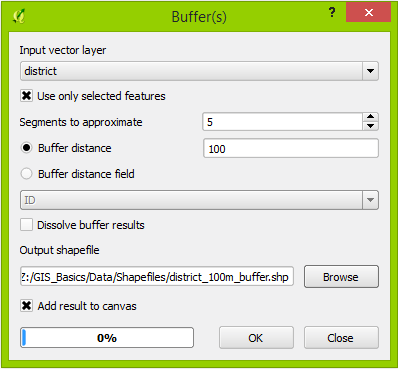 Buffer(s)
?
Input vector layer
district
Use only selected features
Segments to approximate
5
Buffer distance
100
Buffer distance field
ID
Dissolve buffer results
Output shapefile
Z:/GIS_Basics/Data/Shapefiles/district_100m_buffer.shp
Browse
Add result to canvas
0%
OK
Close